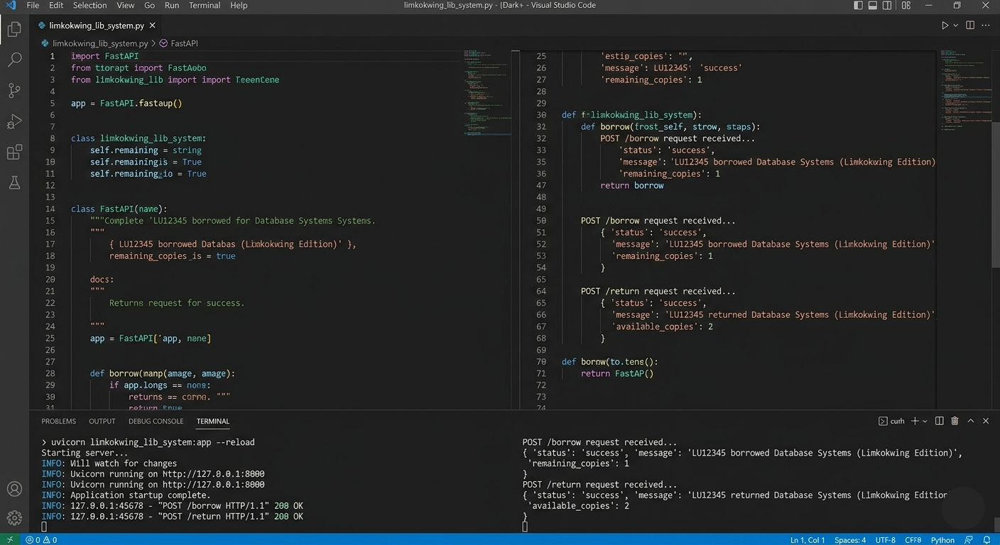 File Edit Selection View Go Run Terminal Help
limkokwing_lib_system.py - [Dark+ - Visual Studio Code
limkokwing_lib_system.py
limkokwing_lib_system.py > FastAPI
1 import FastAPI
2 from tiorapt import FastAobo
3 from limkokwing_lib import import TeeenCene
4
5 app = FastAPI.fastaup()
6
7
8 class limkokwing_lib_system:
9 self.remaining = string
10 self.remainingis = True
11 self.remaining_io = True
12
13
14 class FastAPI(name):
15 """Complete 'LU12345 borrowed for Database Systems Systems.
16 """
17 { LU12345 borrowed Databas (Limkokwing Edition)' },
18 remaining_copies_is = true
19
20 docs:
21 """
22 Returns request for success.
23
24 """
25 app = FastAPI['app, name]
26
27
28 def borrow(manp(amage, amage):
29 if app.longs == none:
30 returns == corne. """
31 return
25 'estip_copies': "",
26 'message': LU12345 'success'
27 'remaining_copies': 1
28
29
30 def limkokwing_lib_system):
31 def borrow(frost_self, strow, staps):
32 POST /borrow request received...
33 'status': 'success',
35 'message': 'LU12345 borrowed Database Systems (Limkokwing Edition)
36 'remaining_copies': 1
47 return borrow
48
49
50 POST /borrow request received...
51 { 'status': 'success',
52 'message': 'LU12345 borrowed Database Systems (Limkokwing Edition)'
53 'remaining_copies': 1
54 }
65
64 POST /return request received...
65 { 'status': 'success',
66 'message': 'LU12345 returned Database Systems (Limkokwing Edition)'
67 'available_copies': 2
68 }
69
70 def bornw(to.tens():
71 return FastAP()
72
73
74
PROBLEMS OUTPUT DEBUG CONSOLE TERMINAL
cuth
> uvicorn limkokwing_lib_system:app --reload
Starting server...
INFO: Will watch for changes
INFO: Uvicorn running on http://127.0.0.1:8000
INFO: Uvicorn running on http://127.0.0.1:8000
INFO: Application startup complete.
INFO: 127.0.0.1:45678 - "POST /borrow HTTP/1.1" 200 OK
INFO: 127.0.0.1:45678 - "POST /return HTTP/1.1" 200 OK
POST /borrow request received...
{ 'status': 'success', 'message': 'LU12345 borrowed Database Systems (Limkokwing Edition)',
'remaining_copies': 1
}
POST /return request received...
{ 'status': 'success', 'message': 'LU12345 returned Database Systems (Limkokwing Edition
'available_copies': 2
}
0 0
Ln 1, Col 1 Spaces: 4 UTF-8 Python